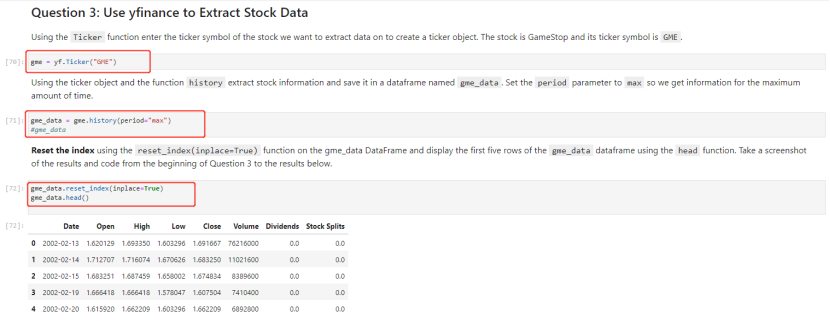 Question 3: Use yfinance to Extract Stock Data
Using the Ticker function enter the ticker symbol of the stock we want to extract data on to create a ticker object. The stock is GameStop and its ticker symbol is GME .
[70]: gme = yf.Ticker("GME")
Using the ticker object and the function history extract stock information and save it in a dataframe named gme_data . Set the period parameter to max so we get information for the maximum
amount of time.
[71]: gme_data = gme.history(period="max")
#gme_data
Reset the index using the reset_index(inplace=True) function on the gme_data DataFrame and display the first five rows of the gme_data dataframe using the head function. Take a screenshot
of the results and code from the beginning of Question 3 to the results below.
[72]: gme_data.reset_index(inplace=True)
gme_data.head()
[72]: Date Open High Low Close Volume Dividends Stock Splits
0 2002-02-13 1.620129 1.693350 1.603296 1.691667 76216000 0.0 0.0
1 2002-02-14 1.712707 1.716074 1.670626 1.683250 11021600 0.0 0.0
2 2002-02-15 1.683251 1.687459 1.658002 1.674834 8389600 0.0 0.0
3 2002-02-19 1.666418 1.666418 1.578047 1.607504 7410400 0.0 0.0
4 2002-02-20 1.615920 1.662209 1.603296 1.662209 6892800 0.0 0.0